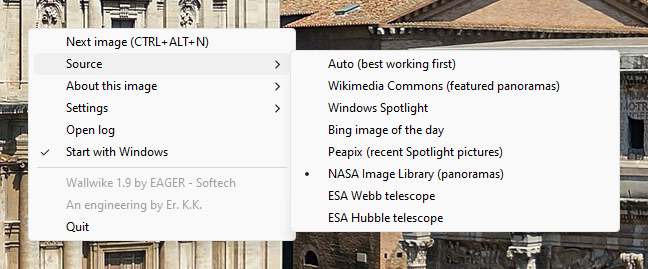 Next image (CTRL+ALT+N)
Source
About this image
Settings
Open log
Start with Windows
Wallwike 1.9 by EAGER - Softech
An engineering by Er. K.K.
Quit
Auto (best working first)
Wikimedia Commons (featured panoramas)
Windows Spotlight
Bing image of the day
Peapix (recent Spotlight pictures)
NASA Image Library (panoramas)
ESA Webb telescope
ESA Hubble telescope